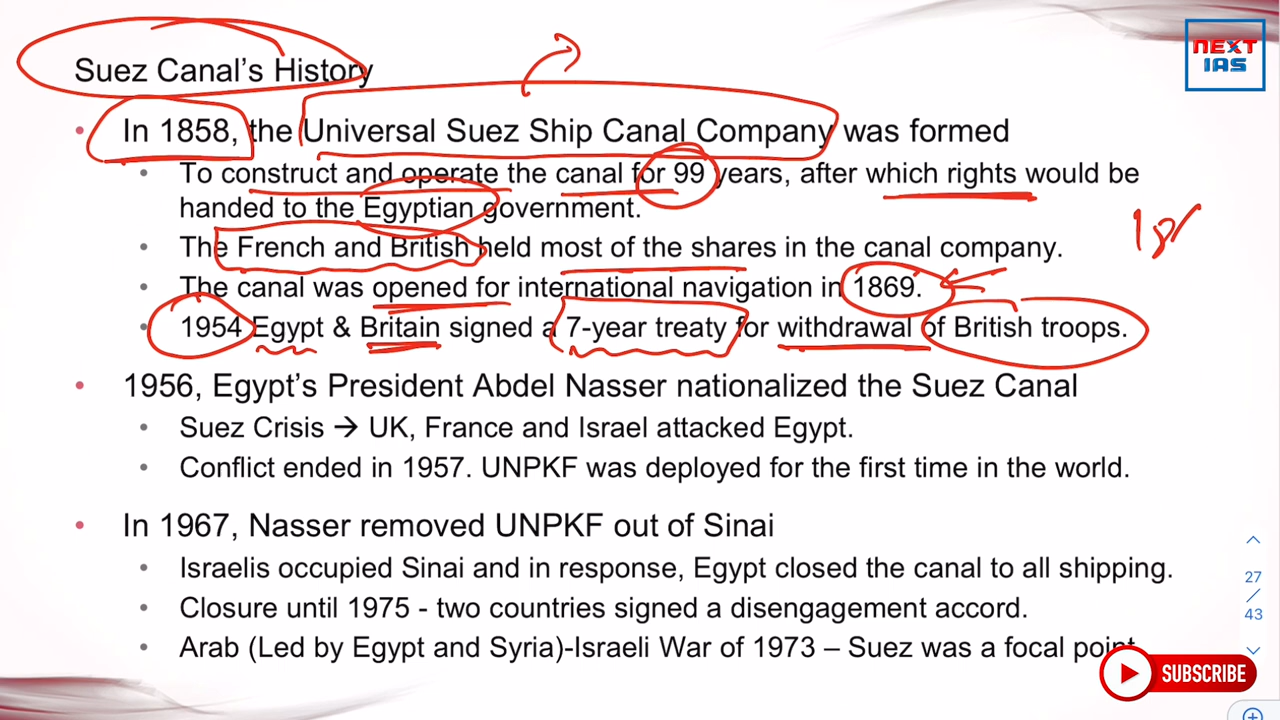 NEXT
IAS
Suez Canal's History
• In 1858, the Universal Suez Ship Canal Company was formed
• To construct and operate the canal for 99 years, after which rights would be
handed to the Egyptian government.
• The French and British held most of the shares in the canal company.
• The canal was opened for international navigation in 1869.
• 1954 Egypt & Britain signed a 7-year treaty for withdrawal of British troops.
• 1956, Egypt's President Abdel Nasser nationalized the Suez Canal
• Suez Crisis → UK, France and Israel attacked Egypt.
• Conflict ended in 1957. UNPKF was deployed for the first time in the world.
• In 1967, Nasser removed UNPKF out of Sinai
• Israelis occupied Sinai and in response, Egypt closed the canal to all shipping.
• Closure until 1975 - two countries signed a disengagement accord.
• Arab (Led by Egypt and Syria)-Israeli War of 1973 – Suez was a focal point
27
/
43
SUBSCRIBE